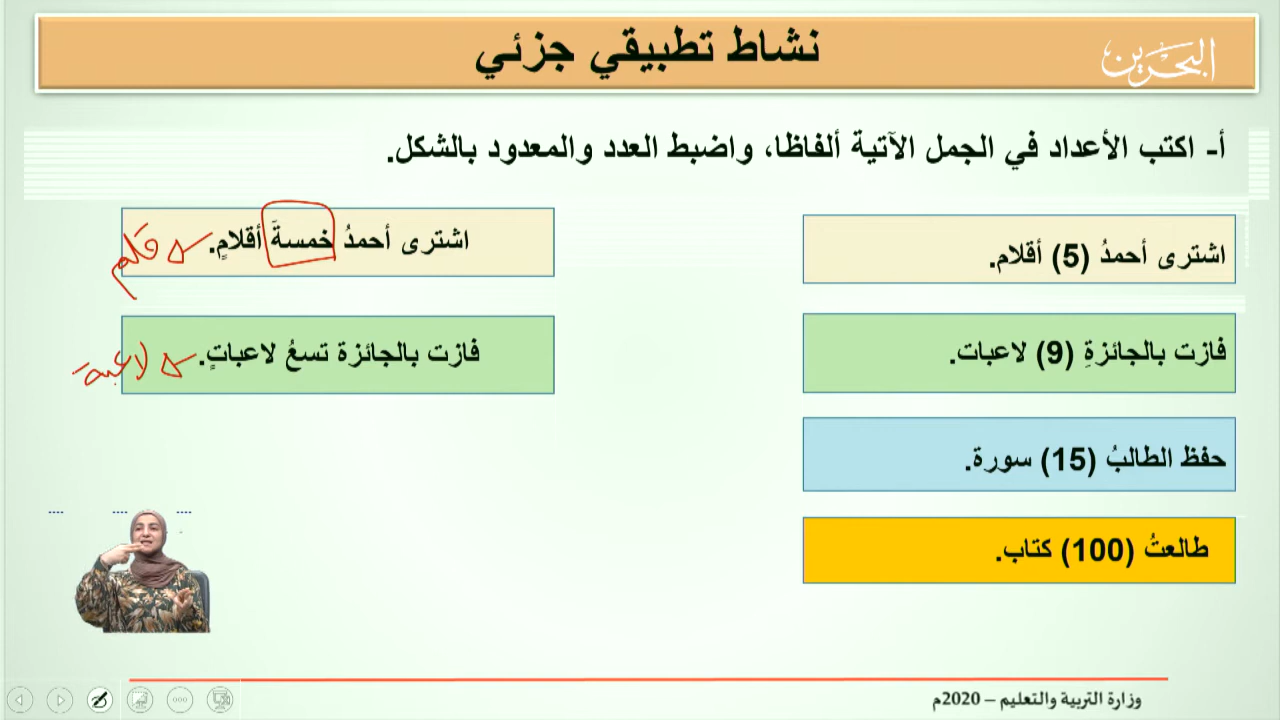 نشاط تطبيقي جزئي
البحرين
أ- اكتب الأعداد في الجمل الآتية ألفاظا، واضبط العدد والمعدود بالشكل.
اشترى أحمدُ (5) أقلام.
اشترى أحمدُ خمسةَ أقلامٍ.
قلم
فازت بالجائزةِ (9) لاعبات.
فازت بالجائزة تسعُ لاعباتٍ.
لاعبة
حفظ الطالبُ (15) سورة.
طالعتُ (100) كتاب.
وزارة التربية والتعليم – 2020م